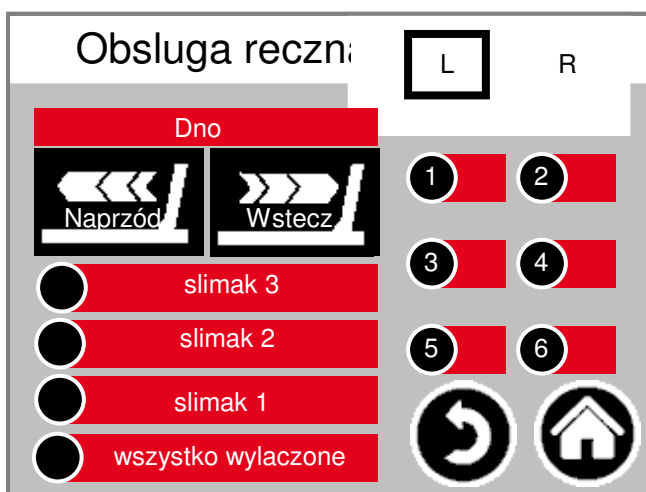 Obsluga reczna
L
R
Dno
Naprzód
Wstecz
1
2
3
4
5
6
slimak 3
slimak 2
slimak 1
wszystko wylaczone